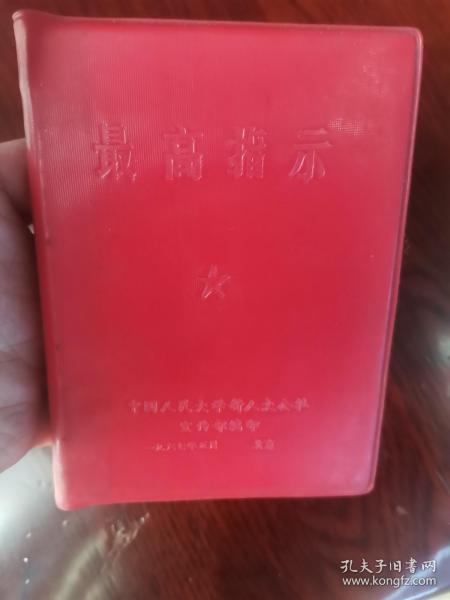 最高指示
中国人民大学新人大公社
宣传部编印
一九六七年三月 北京
孔夫子旧书网
www.kongfz.com